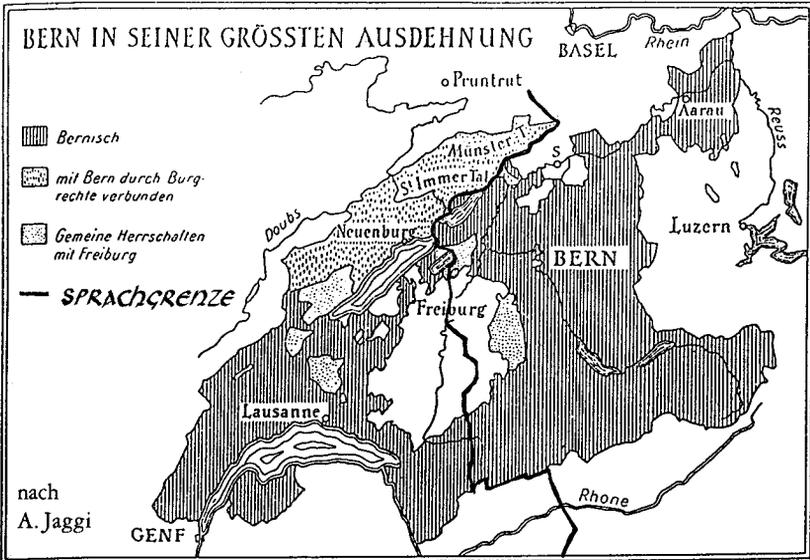 BERN IN SEINER GRÖSSTEN AUSDEHNUNG
BASEL
Rhein
Pruntrut
Aarau
Reuss
Münster-T.
S
Bernisch
St Immer Tal
mit Bern durch Burg-
rechte verbunden
Doubs
Neuenburg
Luzern
Gemeine Herrschalten
mit Freiburg
BERN
SPRACHGRENZE
Freiburg
Lausanne
nach
A. Jaggi
Rhone
GENF